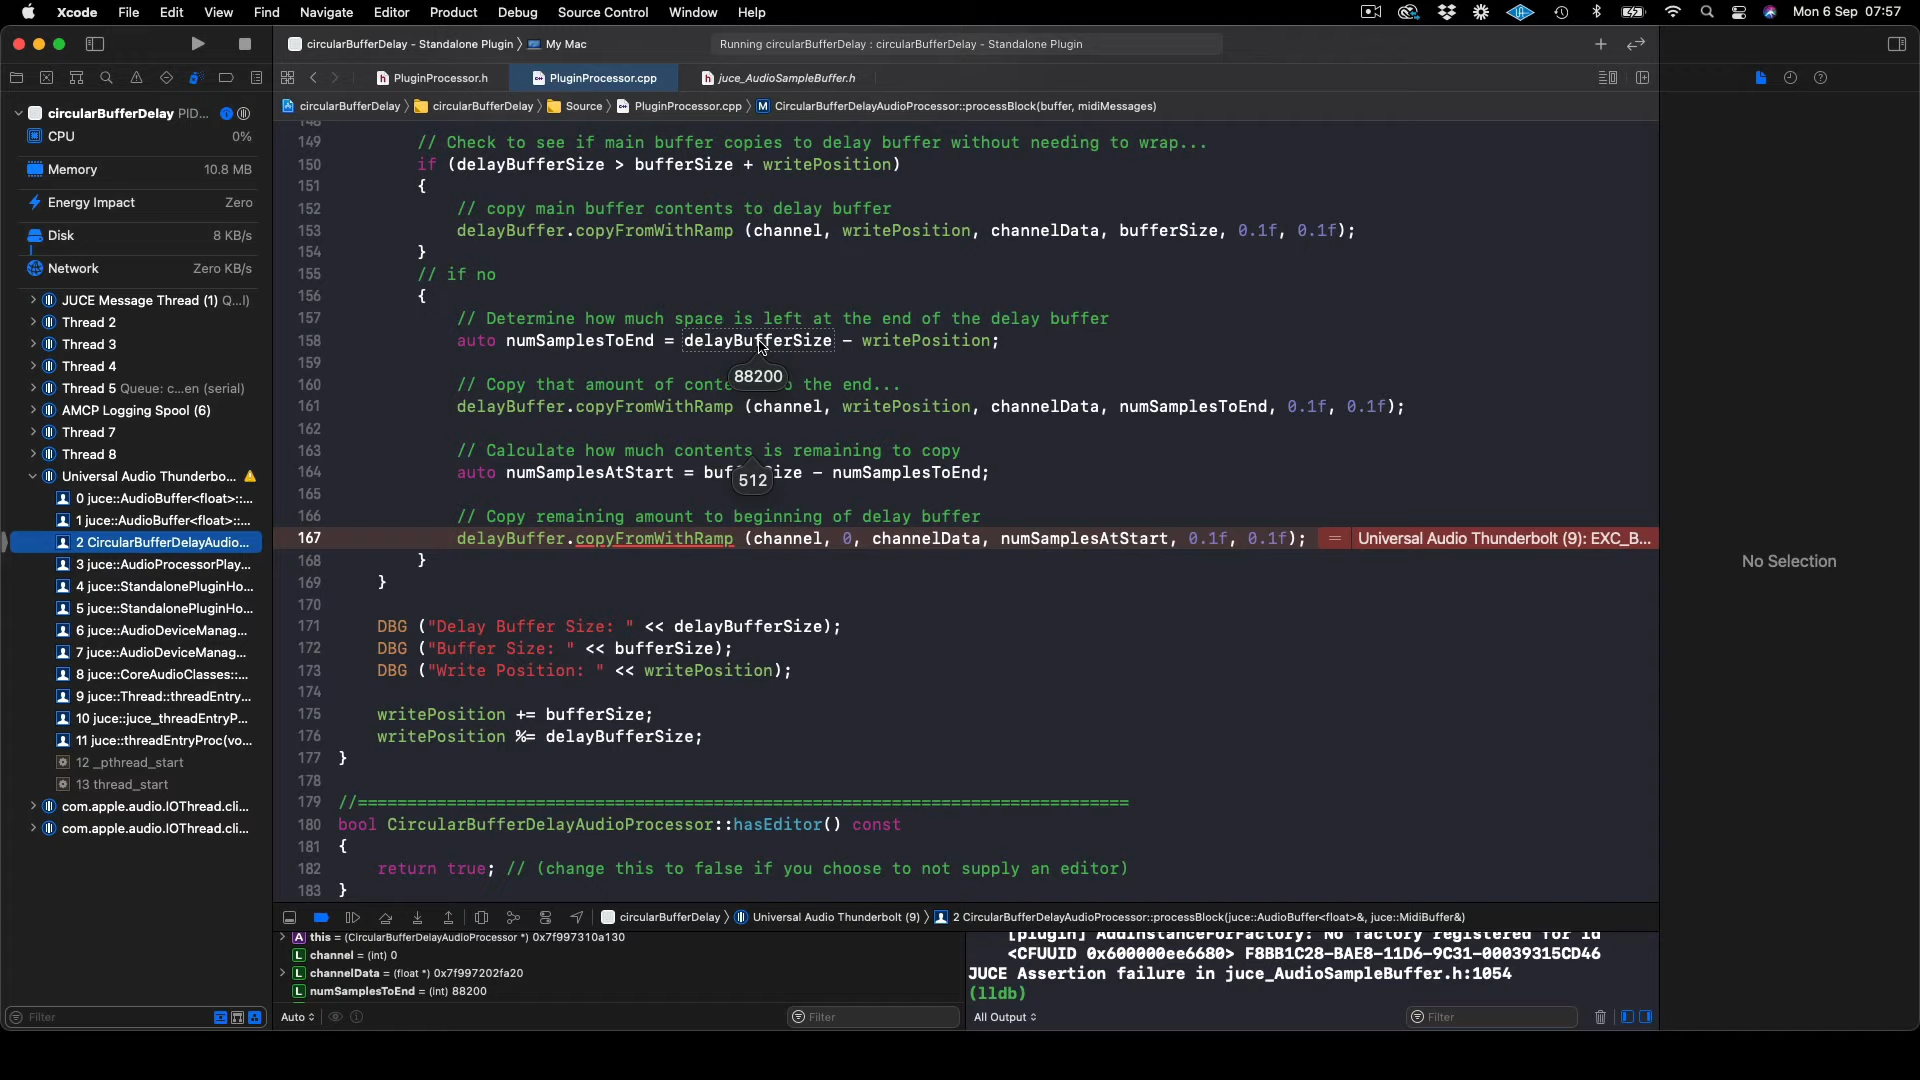 Xcode File Edit View Find Navigate Editor Product Debug Source Control Window Help Mon 6 Sep 07:57
circularBufferDelay - Standalone Plugin My Mac Running circularBufferDelay : circularBufferDelay - Standalone Plugin
PluginProcessor.h PluginProcessor.cpp juce_AudioSampleBuffer.h
circularBufferDelay circularBufferDelay Source PluginProcessor.cpp M CircularBufferDelayAudioProcessor::processBlock(buffer, midiMessages)
circularBufferDelay PID...
CPU 0%
Memory 10.8 MB
Energy Impact Zero
Disk 8 KB/s
Network Zero KB/s
JUCE Message Thread (1) Q...l)
Thread 2
Thread 3
Thread 4
Thread 5 Queue: c...en (serial)
AMCP Logging Spool (6)
Thread 7
Thread 8
Universal Audio Thunderbo...
0 juce::AudioBuffer<float>::...
1 juce::AudioBuffer<float>::...
2 CircularBufferDelayAudio...
3 juce::AudioProcessorPlay...
4 juce::StandalonePluginHo...
5 juce::StandalonePluginHo...
6 juce::AudioDeviceManag...
7 juce::AudioDeviceManag...
8 juce::CoreAudioClasses::...
9 juce::Thread::threadEntry...
10 juce::juce_threadEntryP...
11 juce::threadEntryProc(vo...
12 _pthread_start
13 thread_start
com.apple.audio.IOThread.cli...
com.apple.audio.IOThread.cli...
Filter
148
149 // Check to see if main buffer copies to delay buffer without needing to wrap...
150 if (delayBufferSize > bufferSize + writePosition)
151 {
152 // copy main buffer contents to delay buffer
153 delayBuffer.copyFromWithRamp (channel, writePosition, channelData, bufferSize, 0.1f, 0.1f);
154 }
155 // if no
156 {
157 // Determine how much space is left at the end of the delay buffer
158 auto numSamplesToEnd = delayBufferSize - writePosition;
159
88200
160 // Copy that amount of conte the end...
161 delayBuffer.copyFromWithRamp (channel, writePosition, channelData, numSamplesToEnd, 0.1f, 0.1f);
162
163 // Calculate how much contents is remaining to copy
164 auto numSamplesAtStart = buf ize - numSamplesToEnd;
512
165
166 // Copy remaining amount to beginning of delay buffer
167 delayBuffer.copyFromWithRamp (channel, 0, channelData, numSamplesAtStart, 0.1f, 0.1f); = Universal Audio Thunderbolt (9): EXC_B...
168 }
169 }
170
171 DBG ("Delay Buffer Size: " << delayBufferSize);
172 DBG ("Buffer Size: " << bufferSize);
173 DBG ("Write Position: " << writePosition);
174
175 writePosition += bufferSize;
176 writePosition %= delayBufferSize;
177 }
178
179 //==============================================================================
180 bool CircularBufferDelayAudioProcessor::hasEditor() const
181 {
182 return true; // (change this to false if you choose to not supply an editor)
183 }
circularBufferDelay Universal Audio Thunderbolt (9) 2 CircularBufferDelayAudioProcessor::processBlock(juce::AudioBuffer<float>&, juce::MidiBuffer&)
A this = (CircularBufferDelayAudioProcessor *) 0x7f997310a130
L channel = (int) 0
L channelData = (float *) 0x7f997202fa20
L numSamplesToEnd = (int) 88200
Auto Filter
[plugin] AddInstanceForFactory: No factory registered for id
<CFUUID 0x600000ee6680> F8BB1C28-BAE8-11D6-9C31-00039315CD46
JUCE Assertion failure in juce_AudioSampleBuffer.h:1054
(lldb)
All Output Filter
No Selection